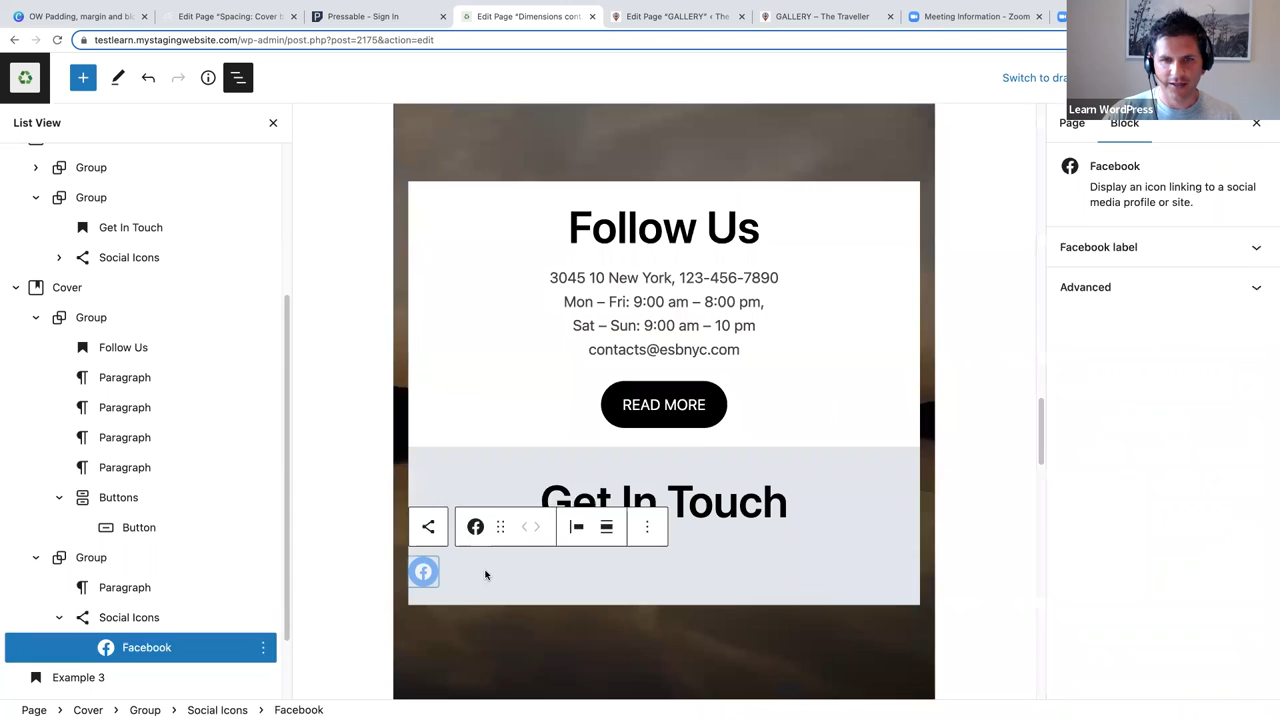 OW Padding, margin and blo
Edit Page "Spacing: Cover b
Pressable - Sign In
Edit Page "Dimensions cont
Edit Page "GALLERY" ‹ The
GALLERY – The Traveller
Meeting Information - Zoom
testlearn.mystagingwebsite.com/wp-admin/post.php?post=2175&action=edit
Switch to dra
Learn WordPress
List View
Group
Group
Get In Touch
Social Icons
Cover
Group
Follow Us
Paragraph
Paragraph
Paragraph
Paragraph
Buttons
Button
Group
Paragraph
Social Icons
Facebook
Example 3
Follow Us
3045 10 New York, 123-456-7890
Mon – Fri: 9:00 am – 8:00 pm,
Sat – Sun: 9:00 am – 10 pm
contacts@esbnyc.com
READ MORE
Get In Touch
Page Block
Facebook
Display an icon linking to a social
media profile or site.
Facebook label
Advanced
Page > Cover > Group > Social Icons > Facebook